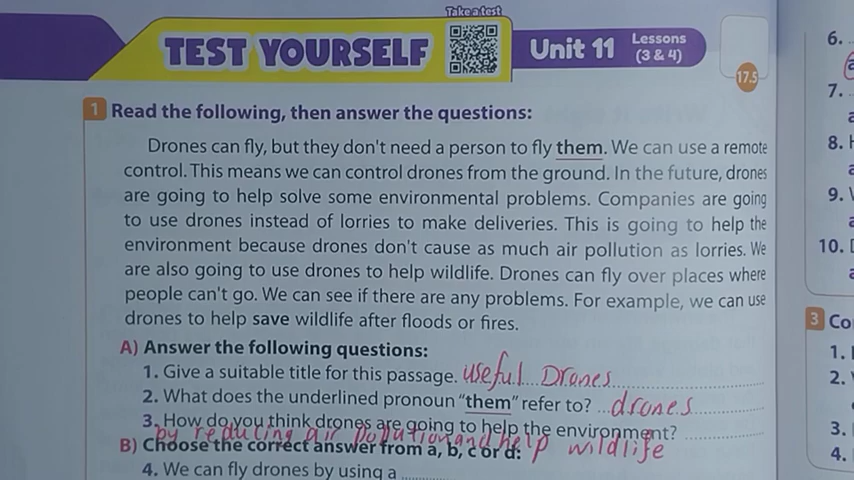 Take a test
TEST YOURSELF
Unit 11
Lessons
(3 & 4)
17.5
1 Read the following, then answer the questions:
Drones can fly, but they don't need a person to fly them. We can use a remote
control. This means we can control drones from the ground. In the future, drones
are going to help solve some environmental problems. Companies are going
to use drones instead of lorries to make deliveries. This is going to help the
environment because drones don't cause as much air pollution as lorries. We
are also going to use drones to help wildlife. Drones can fly over places where
people can't go. We can see if there are any problems. For example, we can use
drones to help save wildlife after floods or fires.
A) Answer the following questions:
1. Give a suitable title for this passage. useful Drones
2. What does the underlined pronoun "them" refer to? drones
3. How do you think drones are going to help the environment?
by reducing air pollution and help wildlife
B) Choose the correct answer from a, b, c or d:
4. We can fly drones by using a
6.
7.
8.
9.
10.
3 Co
1.
2.
3.
4.